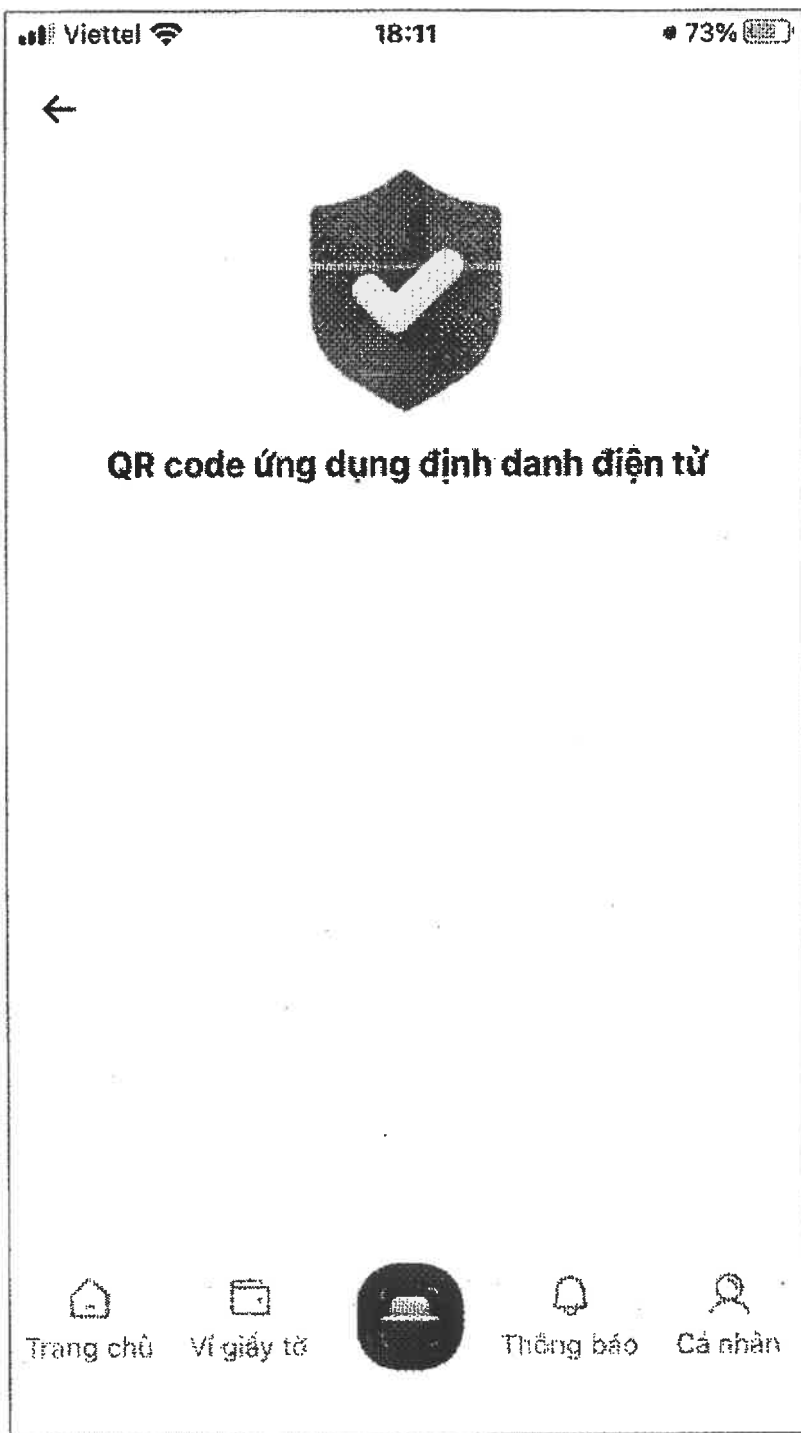 Viettel 18:11 73%
QR code ứng dụng định danh điện tử
Trang chủ Ví giấy tờ Thông báo Cá nhân